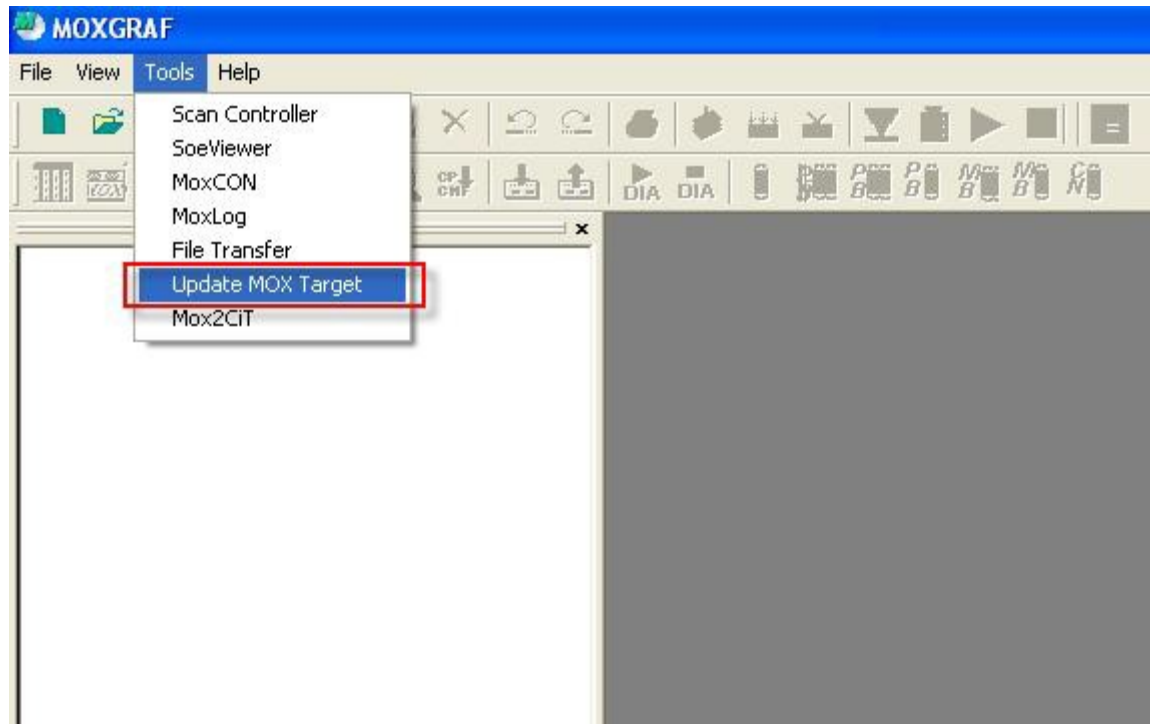 MOXGRAF
File View Tools Help
Scan Controller
SoeViewer
MoxCON
MoxLog
File Transfer
Update MOX Target
Mox2CiT
DIA DIA